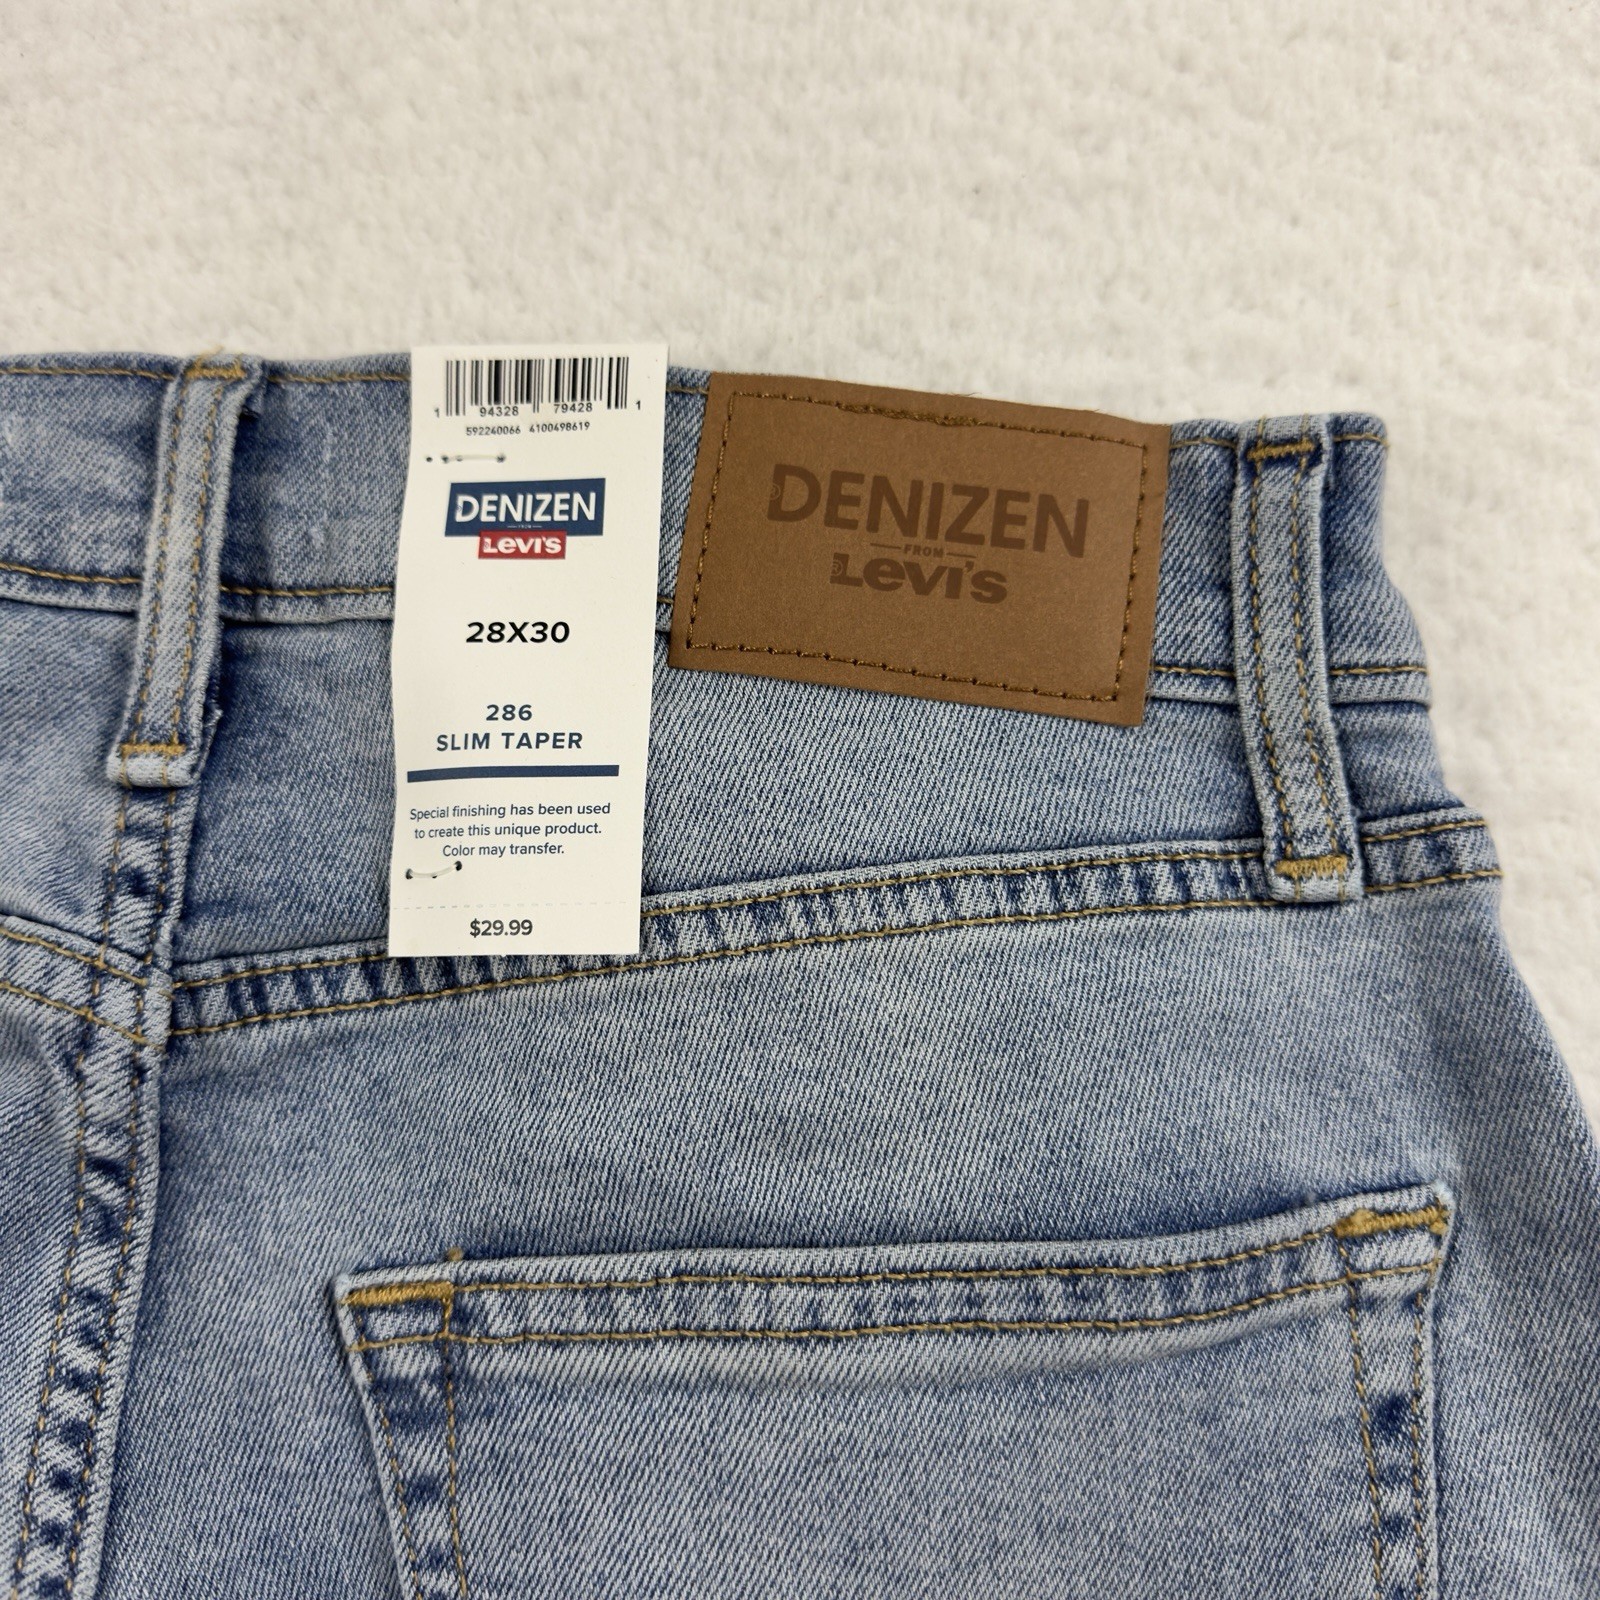 1 94328 79428 1
592240066 4100498619
DENIZEN
FROM
Levi's
28X30
286
SLIM TAPER
Special finishing has been used
to create this unique product.
Color may transfer.
$29.99
DENIZEN
FROM
Levi's